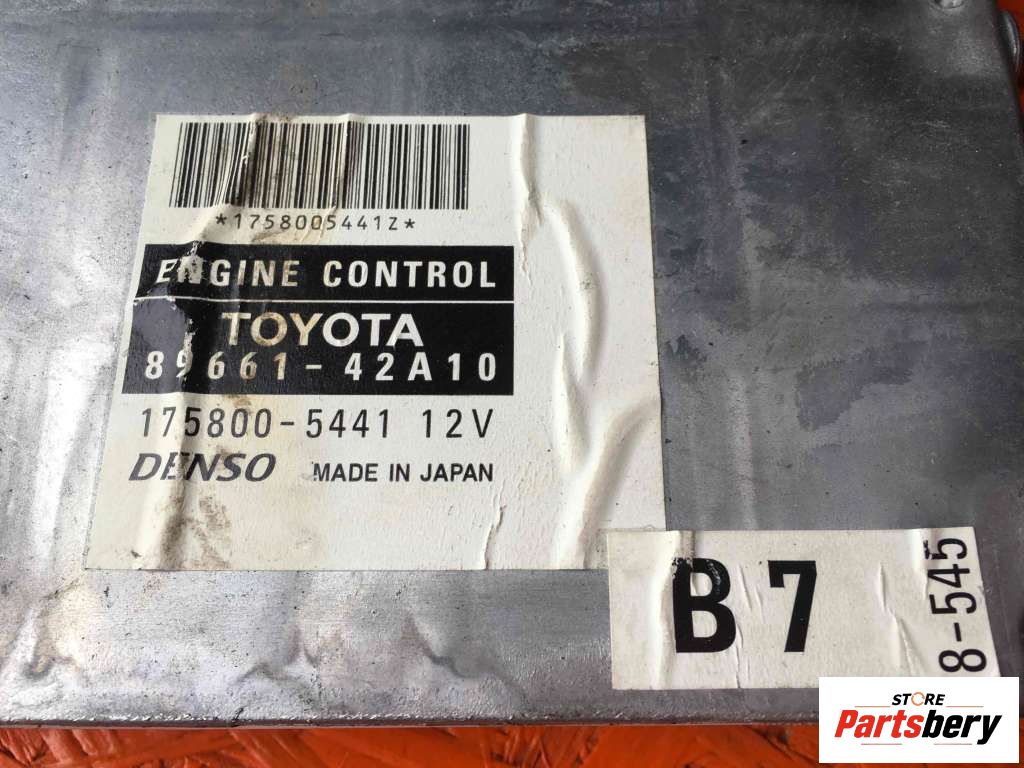 *1758005441Z*
ENGINE CONTROL
TOYOTA
89661-42A10
175800-5441 12V
DENSO MADE IN JAPAN
B7
8-545
STORE
Partsbery